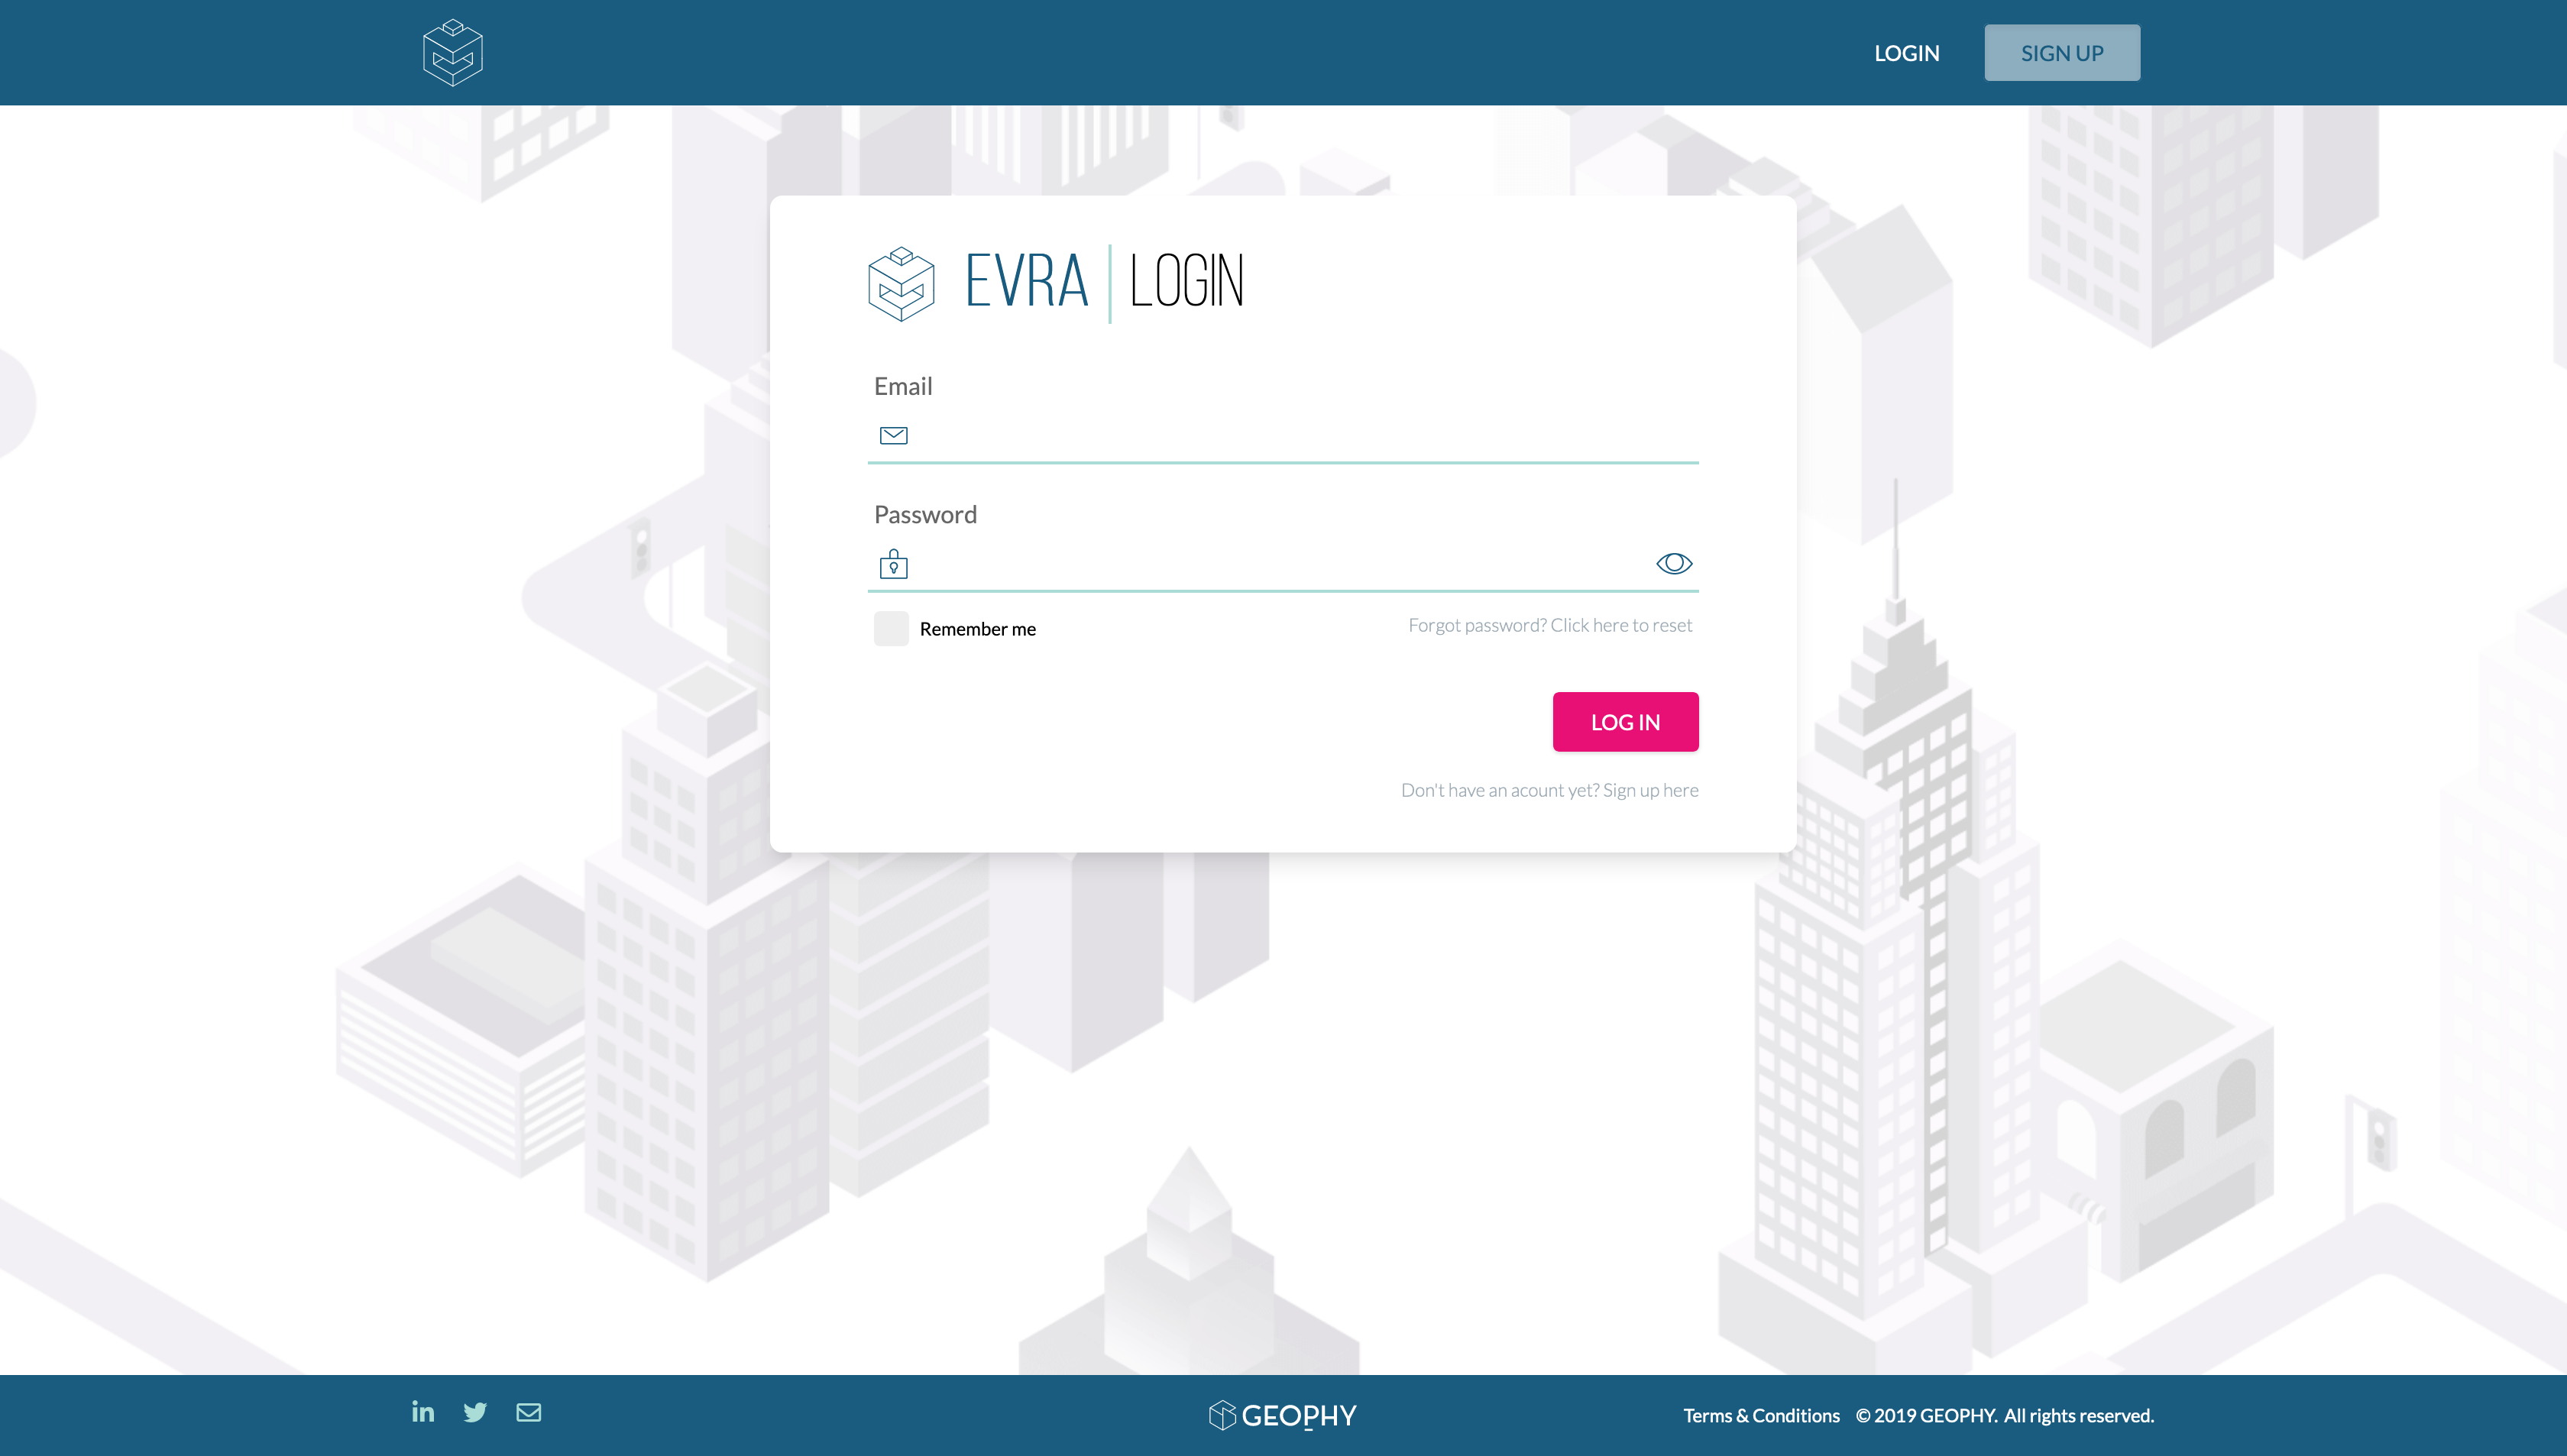 LOGIN
SIGN UP
EVRA LOGIN
Email
Password
Remember me
Forgot password? Click here to reset
LOG IN
Don't have an acount yet? Sign up here
in
GEOPHY
Terms & Conditions © 2019 GEOPHY. All rights reserved.